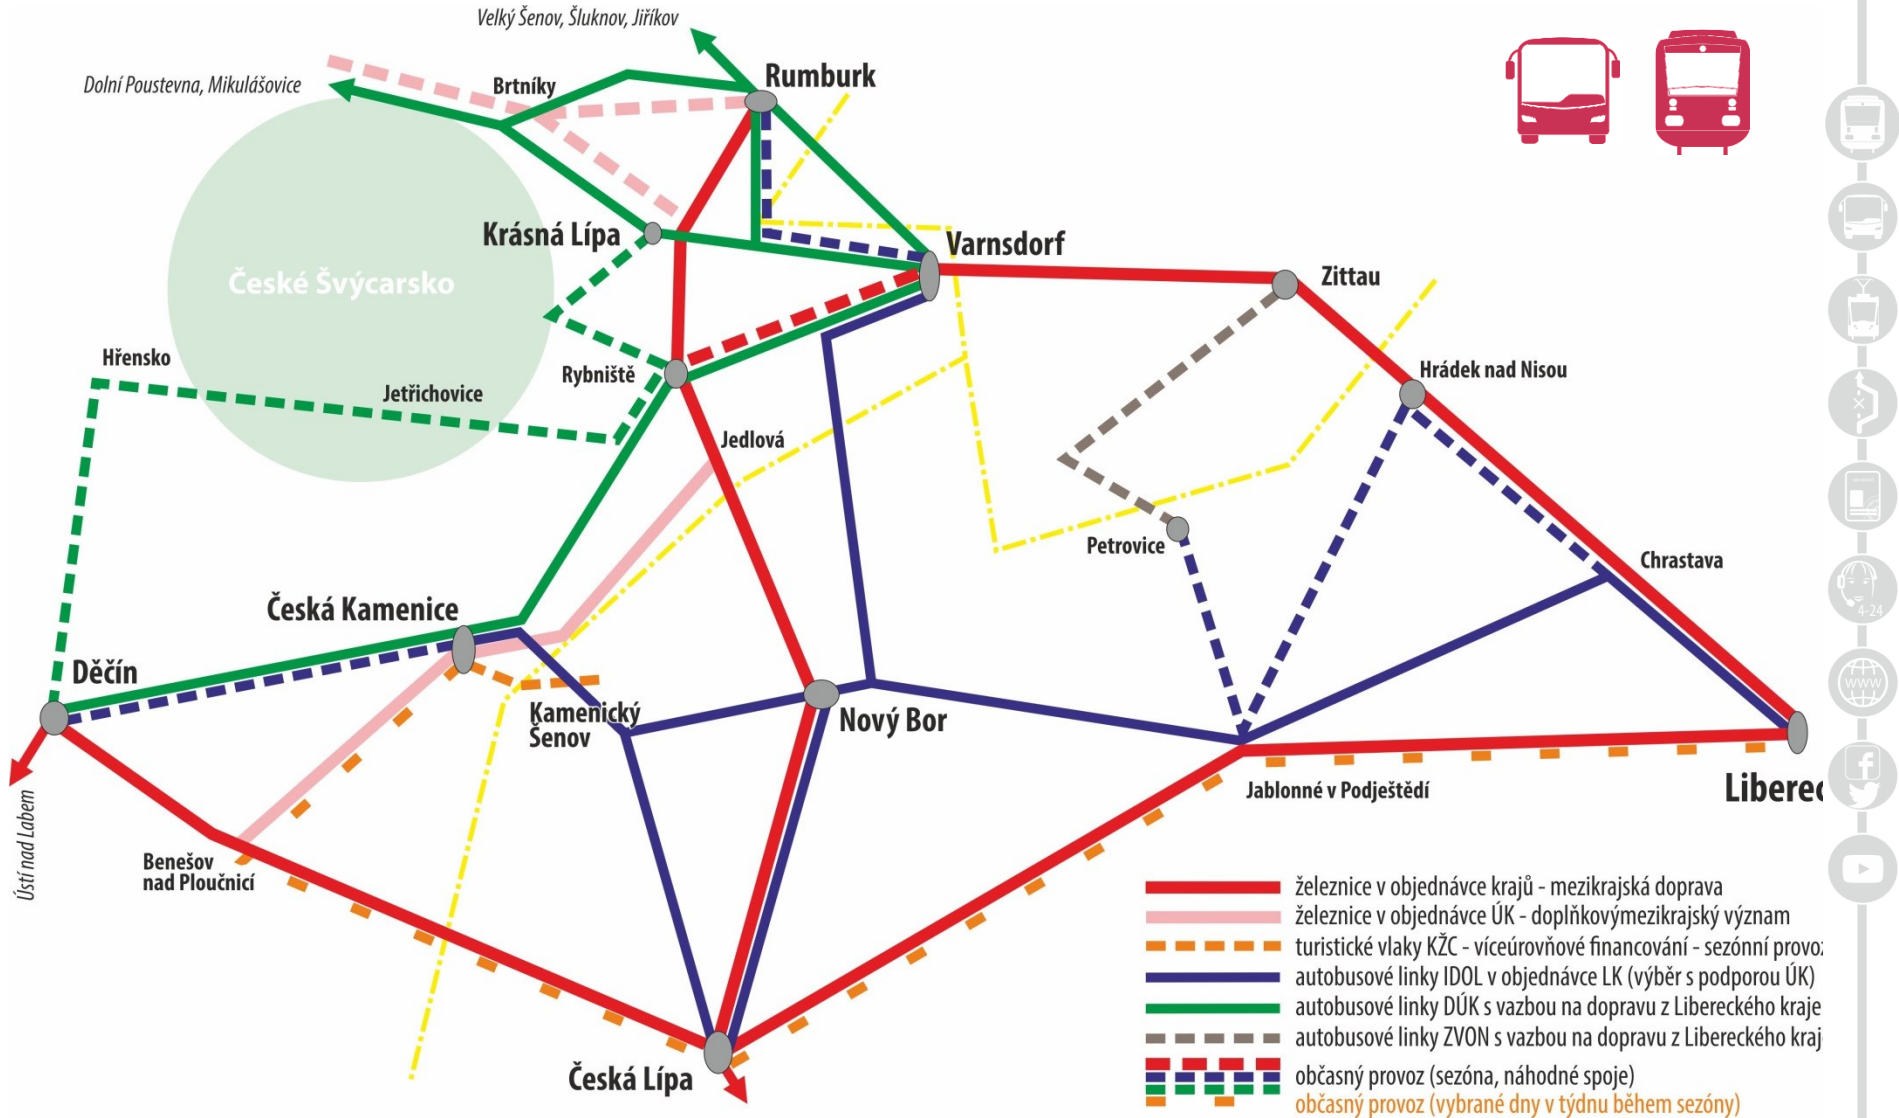 Velký Šenov, Šluknov, Jiříkov
Dolní Poustevna, Mikulášovice
Brtníky
Rumburk
Krásná Lípa
Varnsdorf
Zittau
České Švýcarsko
Hřensko
Jetřichovice
Rybniště
Hrádek nad Nisou
Jedlová
Petrovice
Chrastava
Česká Kamenice
Děčín
Kamenický
Šenov
Nový Bor
Jablonné v Podještědí
Liberec
Ústí nad Labem
Benešov
nad Ploučnicí
Česká Lípa
železnice v objednávce krajů - mezikrajská doprava
železnice v objednávce ÚK - doplňkovýmezikrajský význam
turistické vlaky KŽC - víceúrovňové financování - sezónní provoz
autobusové linky IDOL v objednávce LK (výběr s podporou ÚK)
autobusové linky DÚK s vazbou na dopravu z Libereckého kraje
autobusové linky ZVON s vazbou na dopravu z Libereckého kraj
občasný provoz (sezóna, náhodné spoje)
občasný provoz (vybrané dny v týdnu během sezóny)
4-24
WWW